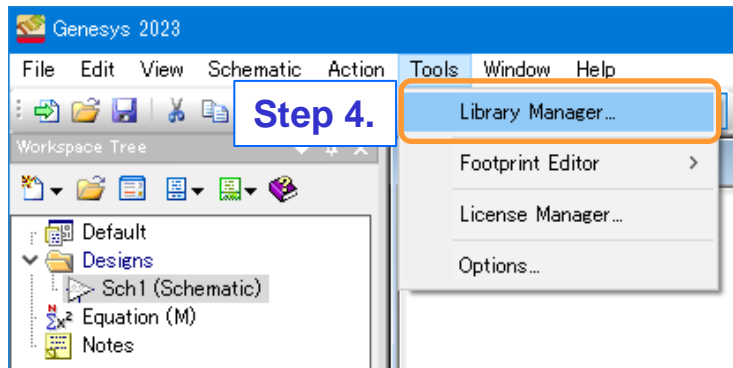 Genesys 2023
File Edit View Schematic Action Tools Window Help
Step 4.
Library Manager...
Workspace Tree
Footprint Editor
License Manager...
Options...
Default
Designs
Sch1 (Schematic)
Equation (M)
Notes